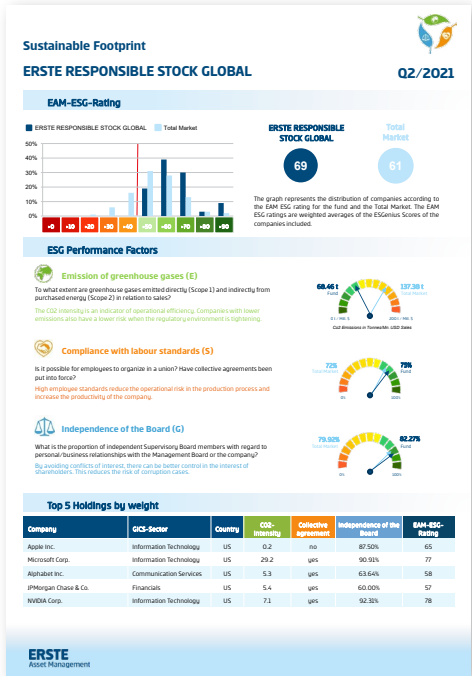 Sustainable Footprint
ERSTE RESPONSIBLE STOCK GLOBAL
Q2/2021
EAM-ESG-Rating
ERSTE RESPONSIBLE STOCK GLOBAL Total Market
50%
40%
30%
20%
10%
0%
>0 >10 >20 >30 >40 >50 >60 >70 >80 >90
ERSTE RESPONSIBLE STOCK GLOBAL
Total Market
69
61
The graph represents the distribution of companies according to
the EAM ESG rating for the fund and the Total Market. The EAM
ESG ratings are weighted averages of the ESGenius Scores of the
companies included.
ESG Performance Factors
Emission of greenhouse gases (E)
To what extent are greenhouse gases emitted directly (Scope 1) and indirectly from
purchased energy (Scope 2) in relation to sales?
The CO2 intensity is an indicator of operational efficiency. Companies with lower
emissions also have a lower risk when the regulatory environment is tightening.
68.46 t
Fund
137.38 t
Total Market
Co2 Emissions in Tonnes/Mn. USD Sales
Compliance with labour standards (S)
Is it possible for employees to organize in a union? Have collective agreements been
put into force?
High employee standards reduce the operational risk in the production process and
increase the productivity of the company.
72%
Total Market
79%
Fund
0%
100%
Independence of the Board (G)
What is the proportion of independent Supervisory Board members with regard to
personal/business relationships with the Management Board or the company?
By avoiding conflicts of interest, there can be better control in the interest of
shareholders. This reduces the risk of corruption cases.
79.92%
Total Market
82.27%
Fund
0%
100%
Top 5 Holdings by weight
Company GICS-Sector Country CO2-Intensity Collective agreement Independence of the Board EAM-ESG-Rating
Apple Inc. Information Technology US 0.2 no 87.50% 65
Microsoft Corp. Information Technology US 29.2 yes 90.91% 77
Alphabet Inc. Communication Services US 5.3 yes 63.64% 58
JPMorgan Chase & Co. Financials US 5.4 yes 60.00% 57
NVIDIA Corp. Information Technology US 7.1 yes 92.31% 78
ERSTE
Asset Management